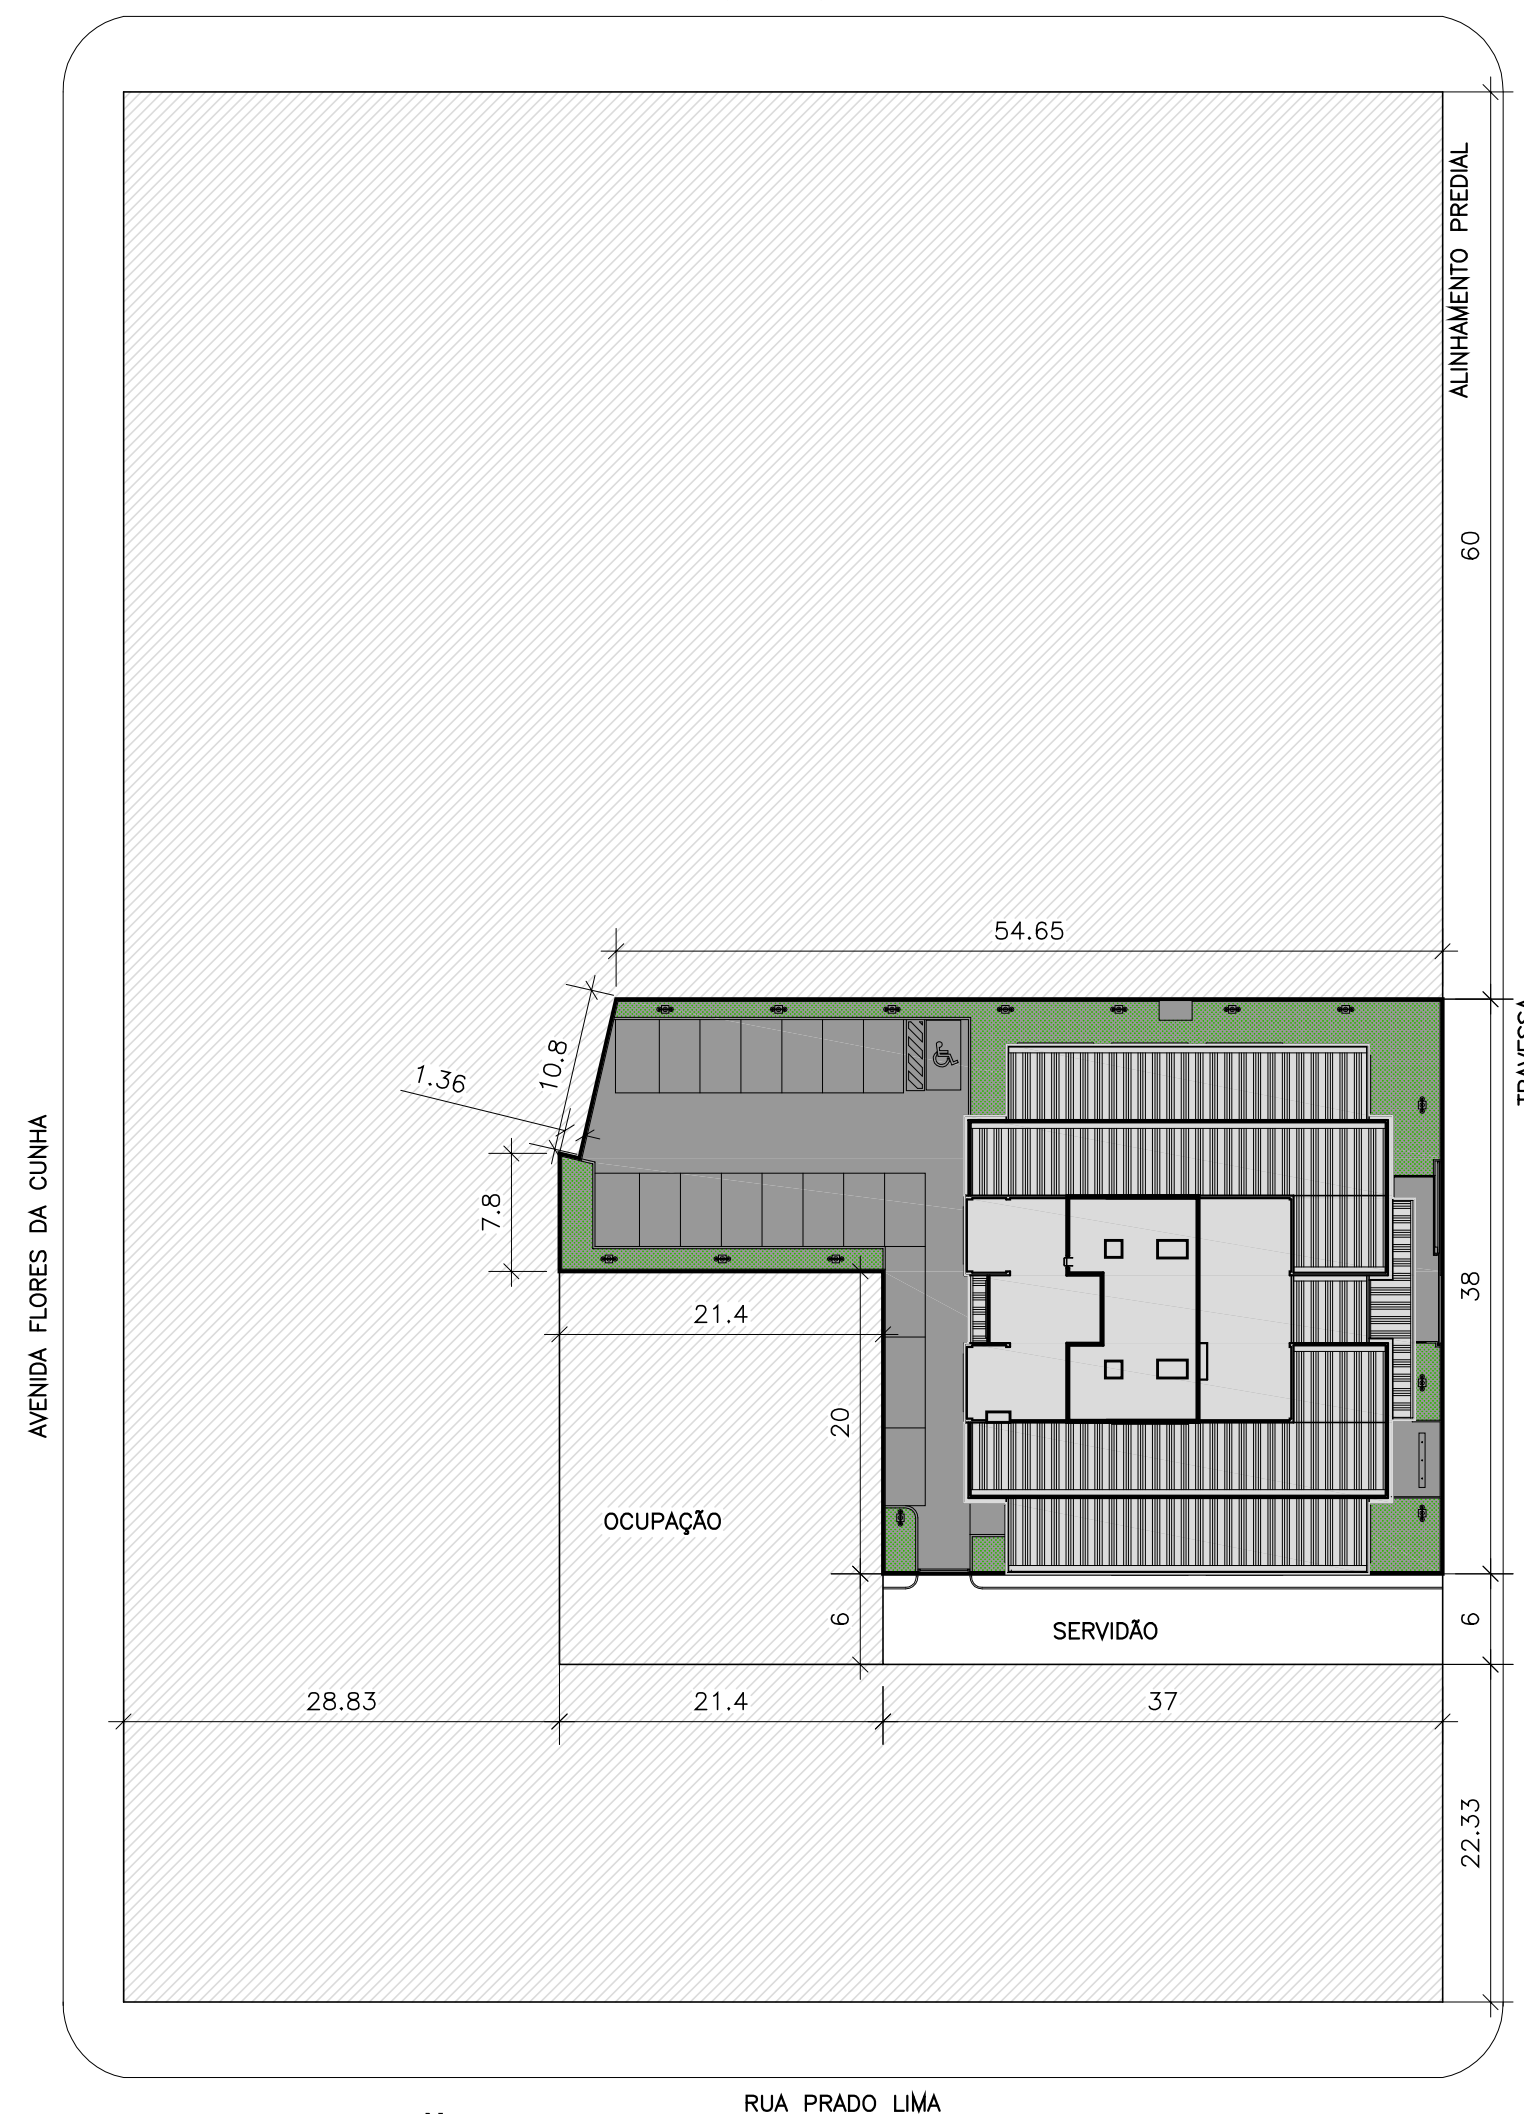 ALINHAMENTO PREDIAL
60
54.65
10.8
1.36
TRAVESSA
AVENIDA FLORES DA CUNHA
7.8
38
21.4
20
OCUPAÇÃO
6
SERVIDÃO
6
28.83
21.4
37
22.33
RUA PRADO LIMA